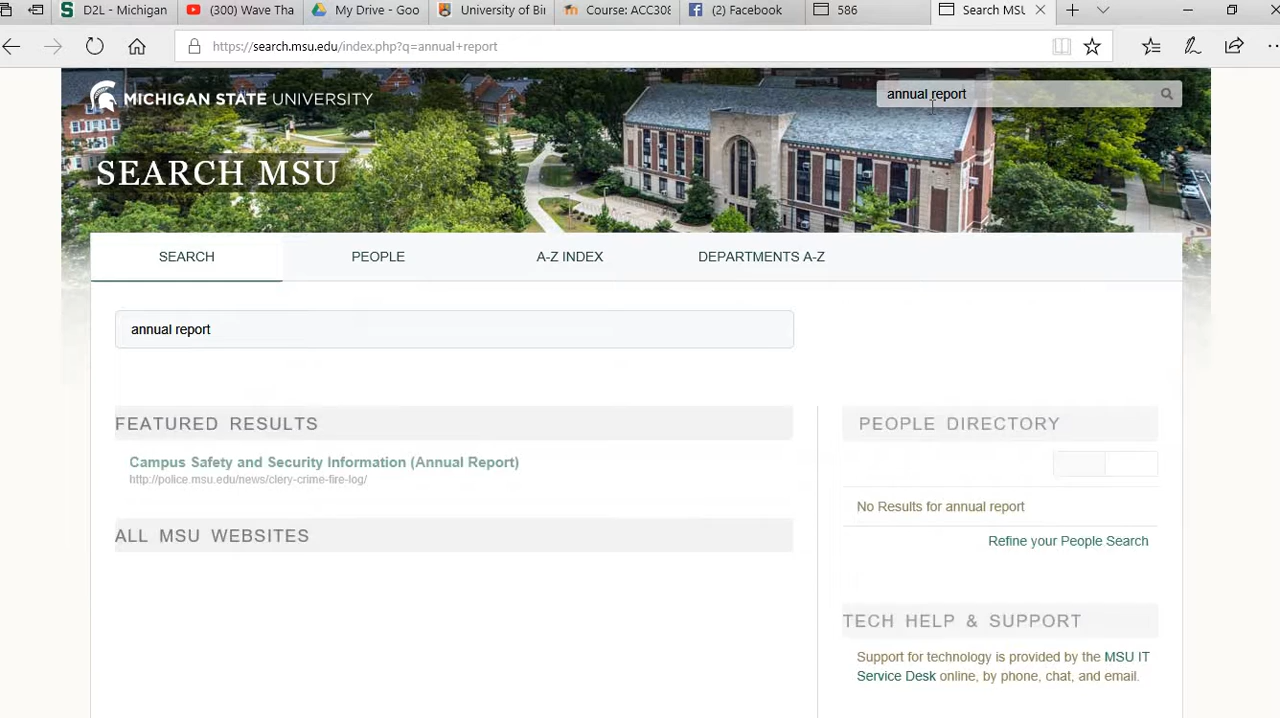 D2L - Michigan
(300) Wave Tha
My Drive - Goo
University of Bir
Course: ACC308
(2) Facebook
586
Search MSU
https://search.msu.edu/index.php?q=annual+report
MICHIGAN STATE UNIVERSITY
annual report
SEARCH MSU
SEARCH
PEOPLE
A-Z INDEX
DEPARTMENTS A-Z
annual report
FEATURED RESULTS
Campus Safety and Security Information (Annual Report)
http://police.msu.edu/news/clery-crime-fire-log/
ALL MSU WEBSITES
PEOPLE DIRECTORY
No Results for annual report
Refine your People Search
TECH HELP & SUPPORT
Support for technology is provided by the MSU IT
Service Desk online, by phone, chat, and email.